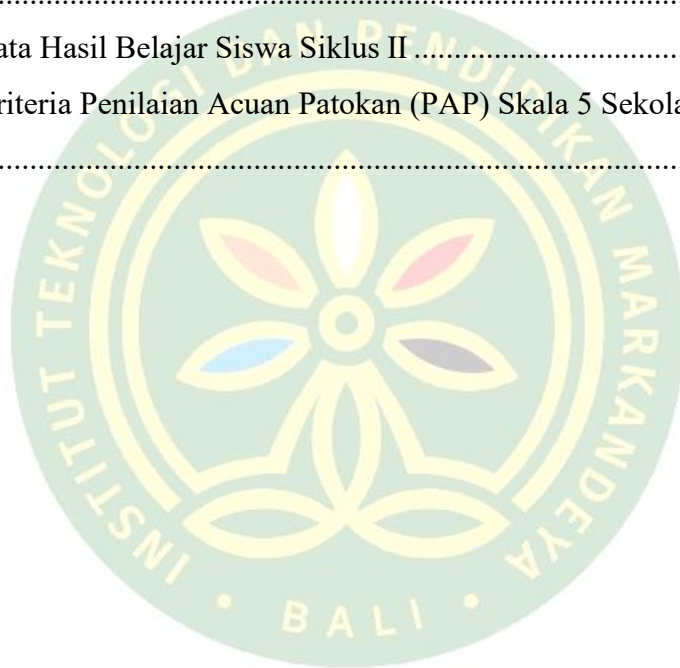 ................................................................................
ata Hasil Belajar Siswa Siklus II ................................
riteria Penilaian Acuan Patokan (PAP) Skala 5 Sekola
................................................................................
INSTITUT TEKNOLOGI DAN PENDIDIKAN MARKANDEYA
• BALI •